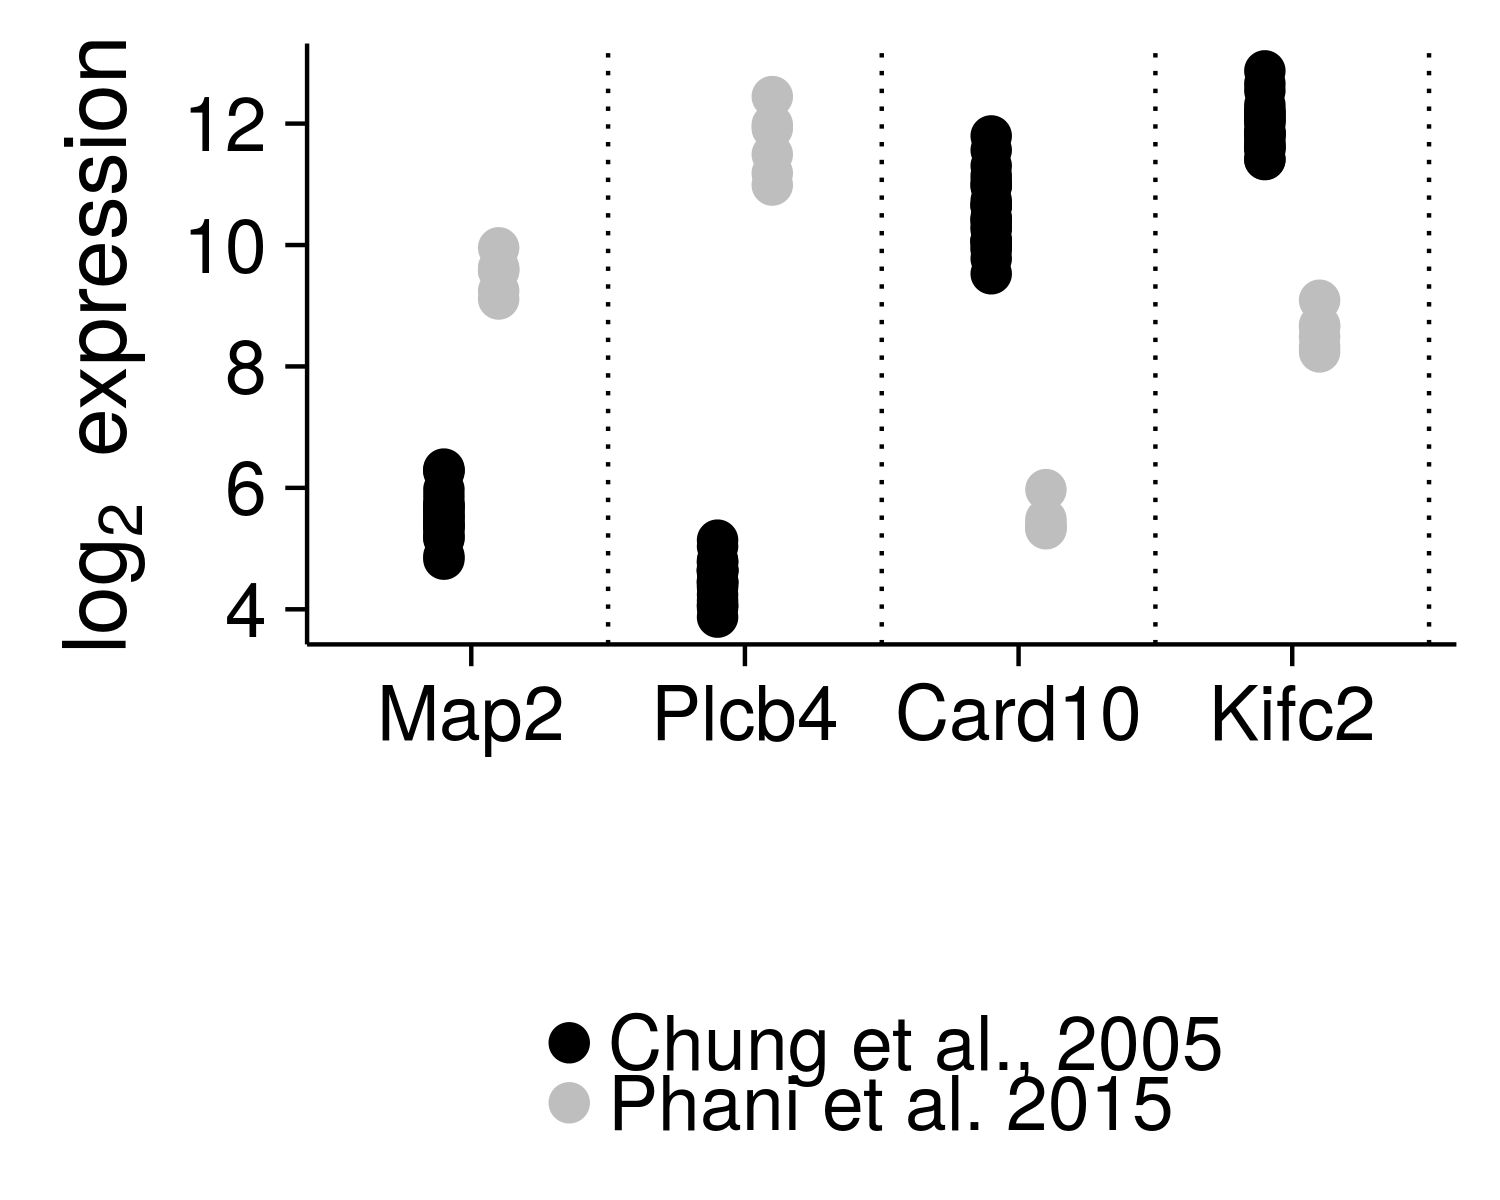 log₂ expression
12
10
8
6
4
Map2 Plcb4 Card10 Kifc2
Chung et al., 2005
Phani et al. 2015